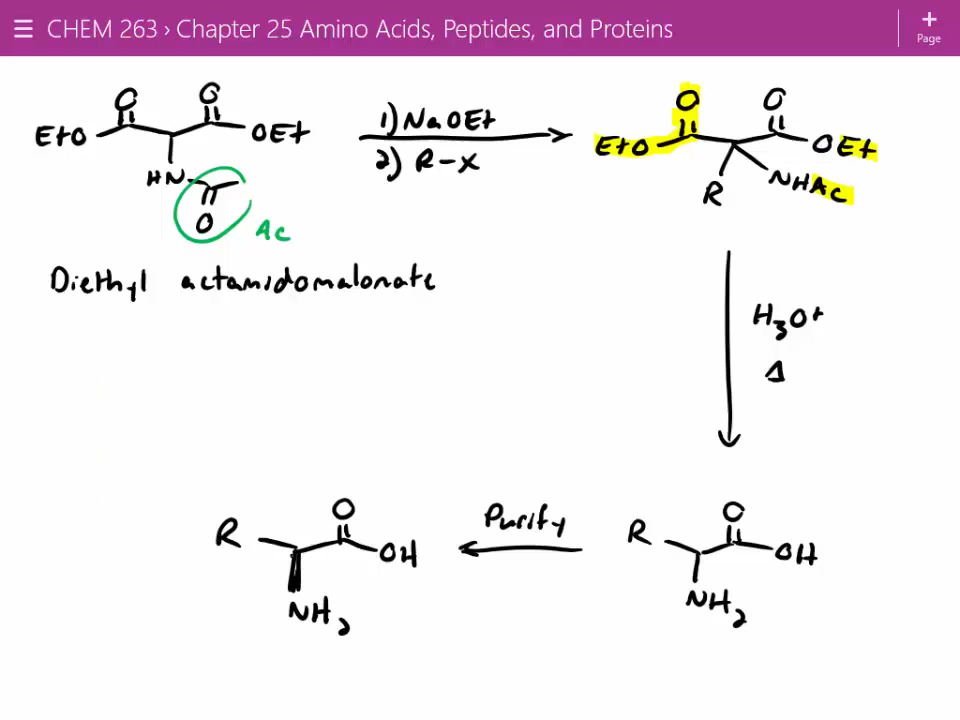 ☰ CHEM 263 › Chapter 25 Amino Acids, Peptides, and Proteins
+
Page
O O
EtO OEt
HN
O
Ac
1) NaOEt
2) R-X
O O
EtO OEt
R NHAc
Diethyl actamidomalonate
H3O+
Δ
R O OH
NH2
Purify
R O OH
NH2